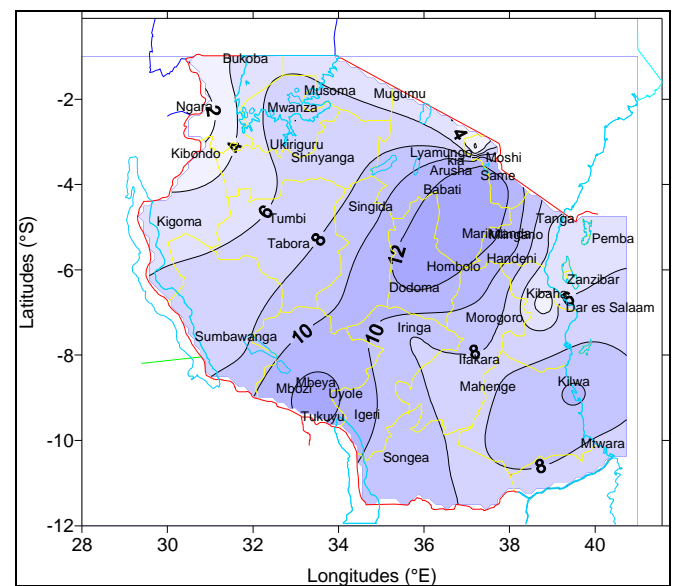 Bukoba
-2
Musoma
Mugumu
Ngara
2
Mwanza
4
Kibondo
4
Ukiriguru
Shinyanga
Lyamungo
kia
Moshi
Arusha
Same
-4
Babati
Kigoma
6
Tumbi
Singida
Tanga
Tabora
8
12
Mlingano
Pemba
Handeni
Hombolo
-6
Dodoma
Kibaha
Zanzibar
6
Dar es Salaam
Sumbawanga
10
10
Iringa
Morogoro
8
Ifakara
-8
Mbeya
Mbozi
Uyole
Mahenge
Kilwa
Tukuyu
Igeri
-10
Songea
8
Mtwara
-12
28
30
32
34
36
38
40
Longitudes (°E)
Latitudes (°S)